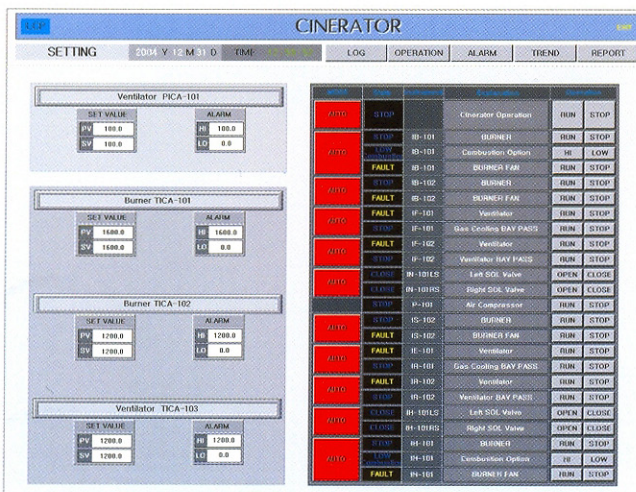 CINERATOR
SETTING 2004 Y 12 M 31 D TIME LOG OPERATION ALARM TREND REPORT
Ventilator PICA-101
SET VALUE ALARM
PV 100.0 HI 100.0
SV 100.0 LO 0.0
Burner TICA-101
SET VALUE ALARM
PV 1600.0 HI 1600.0
SV 1600.0 LO 0.0
Burner TICA-102
SET VALUE ALARM
PV 1200.0 HI 1200.0
SV 1200.0 LO 0.0
Ventilator TICA-103
SET VALUE ALARM
PV 1200.0 HI 1200.0
SV 1200.0 LO 0.0
AUTO STOP Cinerator Operation RUN STOP
AUTO STOP IB-101 BURNER RUN STOP
LOW IB-101 Combustion Option HI LOW
FAULT IB-101 BURNER FAN RUN STOP
AUTO STOP IB-102 BURNER RUN STOP
FAULT IB-102 BURNER FAN RUN STOP
AUTO FAULT IF-101 Ventilator RUN STOP
STOP IF-101 Gas Cooling BAY PASS RUN STOP
AUTO FAULT IF-102 Ventilator RUN STOP
STOP IF-102 Ventilator BAY PASS RUN STOP
AUTO CLOSE IN-101LS Left SOL Valve OPEN CLOSE
CLOSE IN-101RS Right SOL Valve OPEN CLOSE
STOP P-101 Air Compressor RUN STOP
AUTO STOP IS-102 BURNER RUN STOP
FAULT IS-102 BURNER FAN RUN STOP
AUTO FAULT IE-101 Ventilator RUN STOP
STOP IR-101 Gas Cooling BAY PASS RUN STOP
AUTO FAULT IR-102 Ventilator RUN STOP
STOP IR-102 Ventilator BAY PASS RUN STOP
AUTO CLOSE IH-101LS Left SOL Valve OPEN CLOSE
CLOSE IH-101RS Right SOL Valve OPEN CLOSE
AUTO STOP IH-101 BURNER RUN STOP
LOW IH-101 Combustion Option HI LOW
FAULT IH-101 BURNER FAN RUN STOP